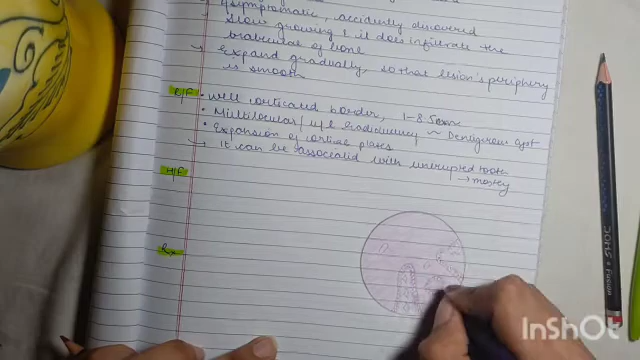 Asymptomatic, accidently discovered
Slow growing & it does infiltrate the
trabeculae of bone
Expand gradually, so that lesion's periphery
is smooth
R/F • Well corticated border, 1-8.5cm
• Multilocular / u/l Radiolucency ~ Dentigerous cyst
• Expansion of cortical plates
It can be associated with unerupted tooth
→ mostly
H/F
Rx
InShOt